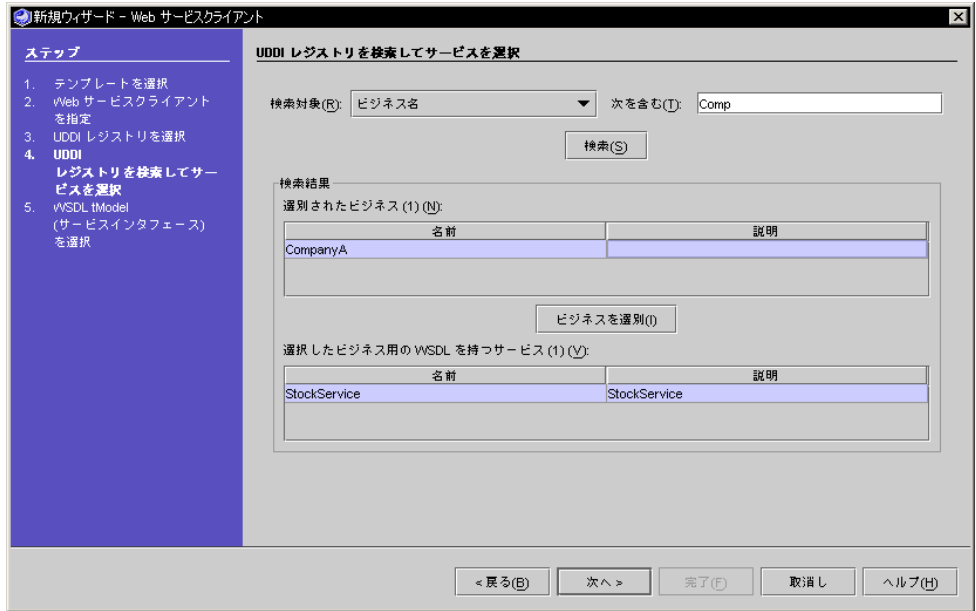 新規ウィザード - Web サービスクライアント
ステップ
1. テンプレートを選択
2. Web サービスクライアント
を指定
3. UDDI レジストリを選択
4. UDDI
レジストリを検索してサー
ビスを選択
5. WSDL tModel
(サービスインタフェース)
を選択
UDDI レジストリを検索してサービスを選択
検索対象(R): ビジネス名 次を含む(T): Comp
検索(S)
検索結果
選別されたビジネス (1) (N):
名前 説明
CompanyA
ビジネスを選別(I)
選択したビジネス用の WSDL を持つサービス (1) (V):
名前 説明
StockService StockService
< 戻る(B) 次へ > 完了(F) 取消し ヘルプ(H)